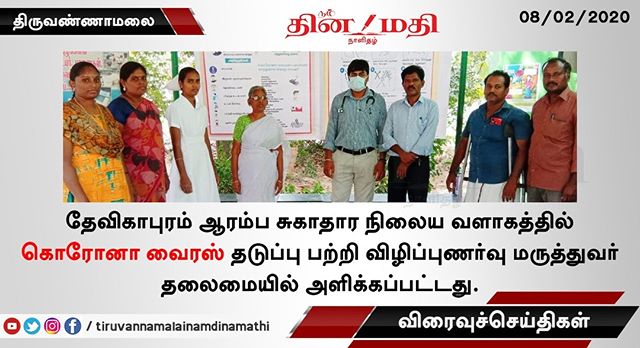 திருவண்ணாமலை
நம்
தின மதி
நாளிதழ்
08/02/2020
தேவிகாபுரம் ஆரம்ப சுகாதார நிலைய வளாகத்தில்
கொரோனா வைரஸ் தடுப்பு பற்றி விழிப்புணர்வு மருத்துவர்
தலைமையில் அளிக்கப்பட்டது.
/ tiruvannamalainamdinamathi
விரைவுச்செய்திகள்